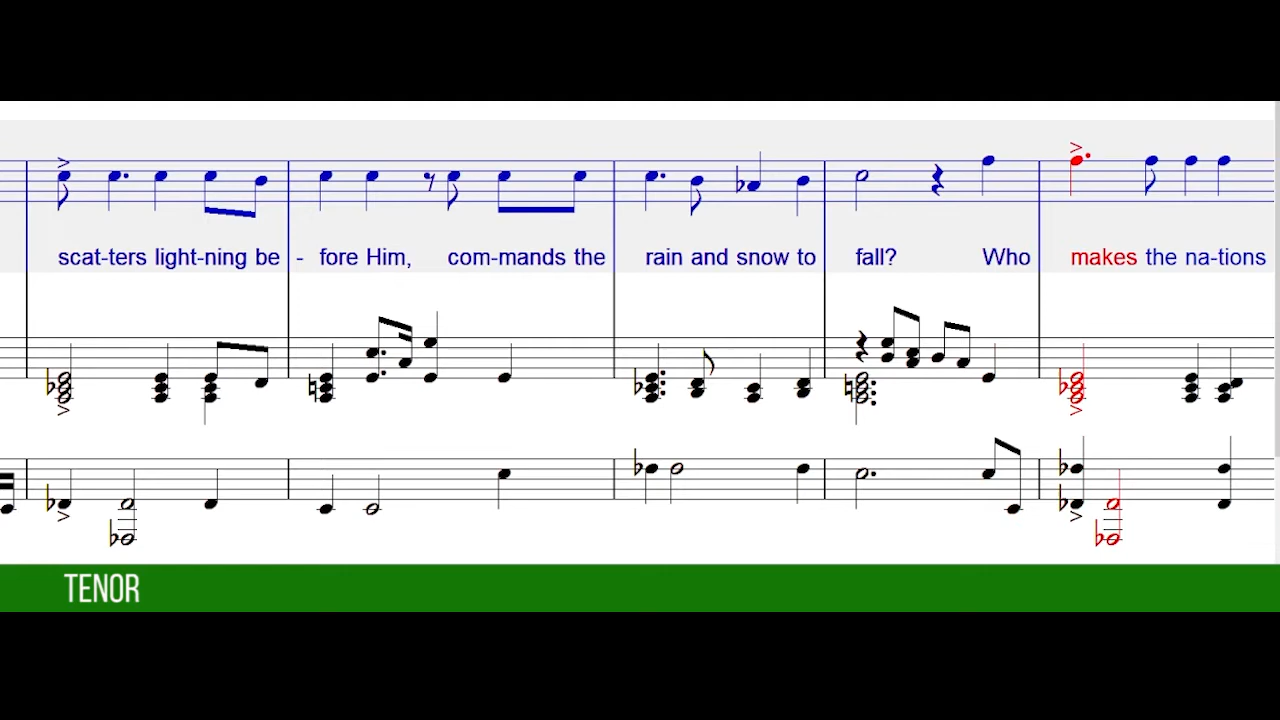 scat-ters light-ning be - fore Him, com-mands the rain and snow to fall? Who makes the na-tions
TENOR